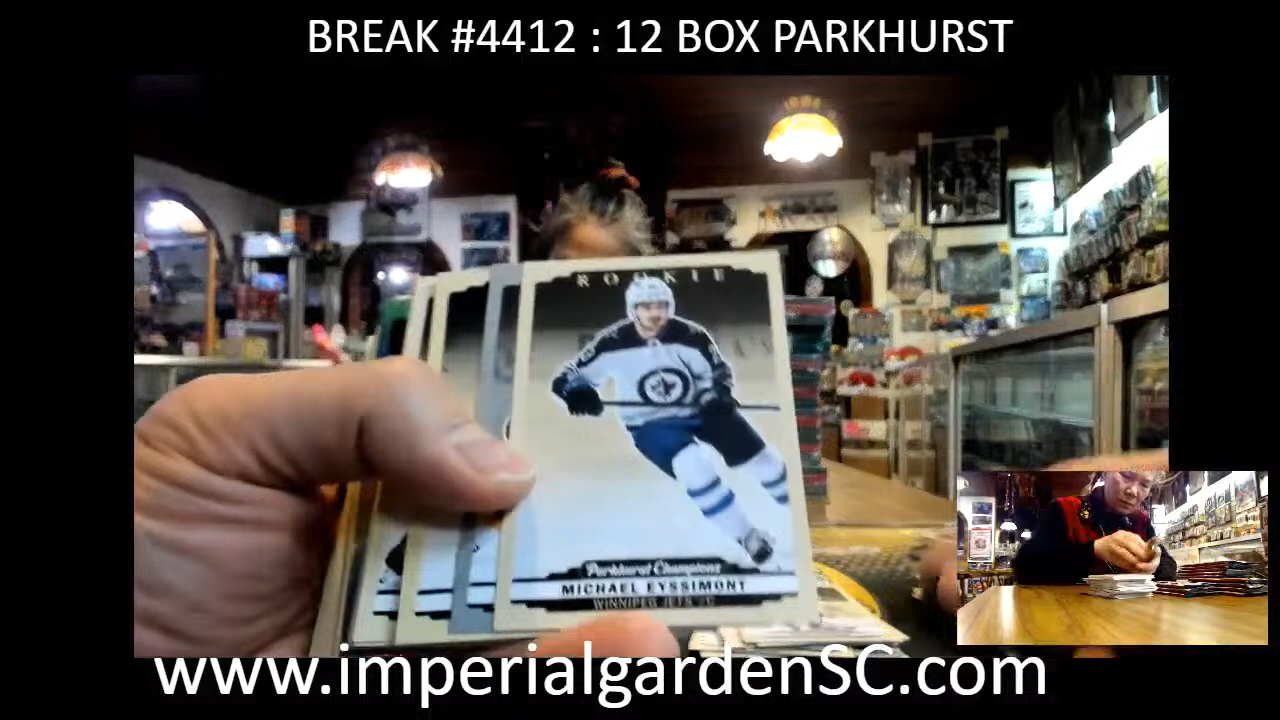 BREAK #4412 : 12 BOX PARKHURST
ROOKIE
Parkhurst Champions
MICHAEL EYSSIMONT
WINNIPEG JETS
www.imperialgardenSC.com